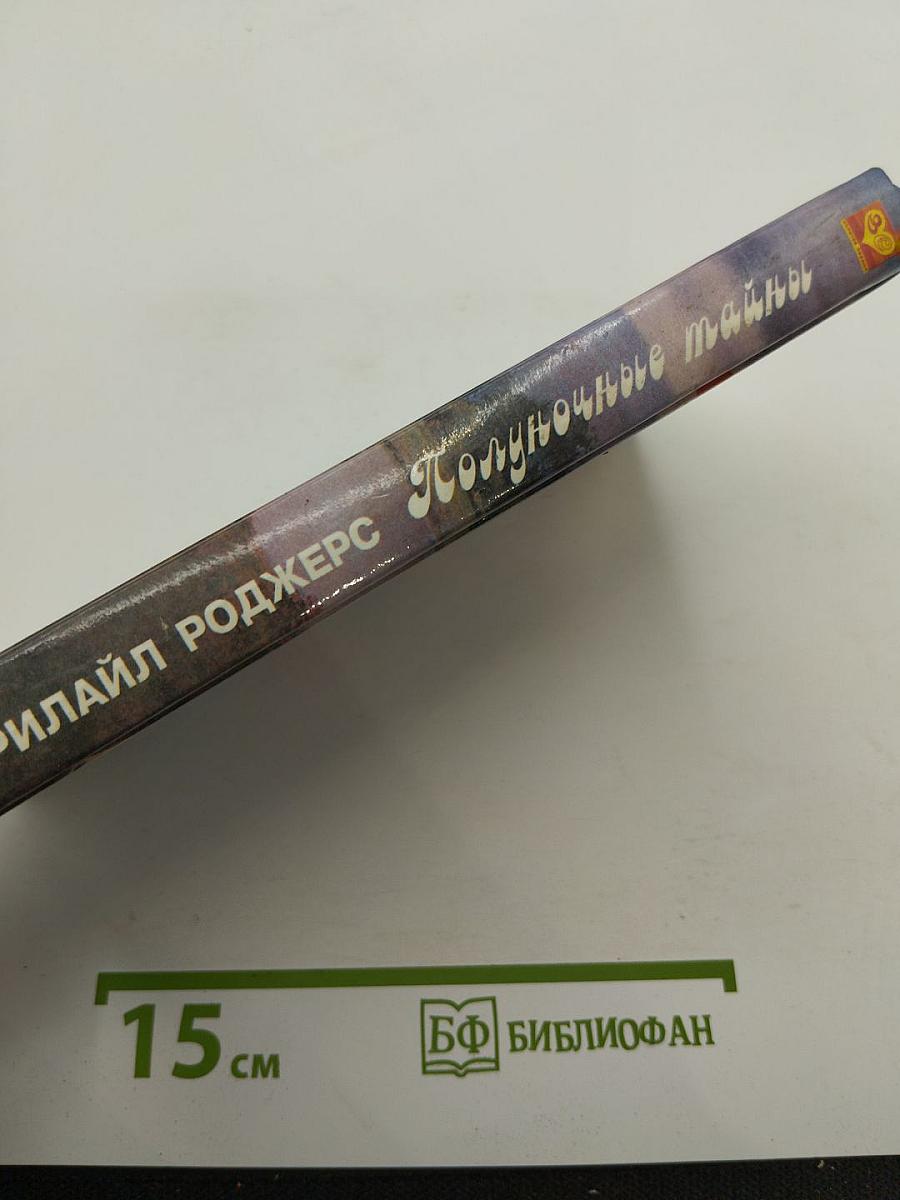 РИЛАЙЛ РОДЖЕРС Полуночные тайны
15 см
БФ БИБЛИОФАН